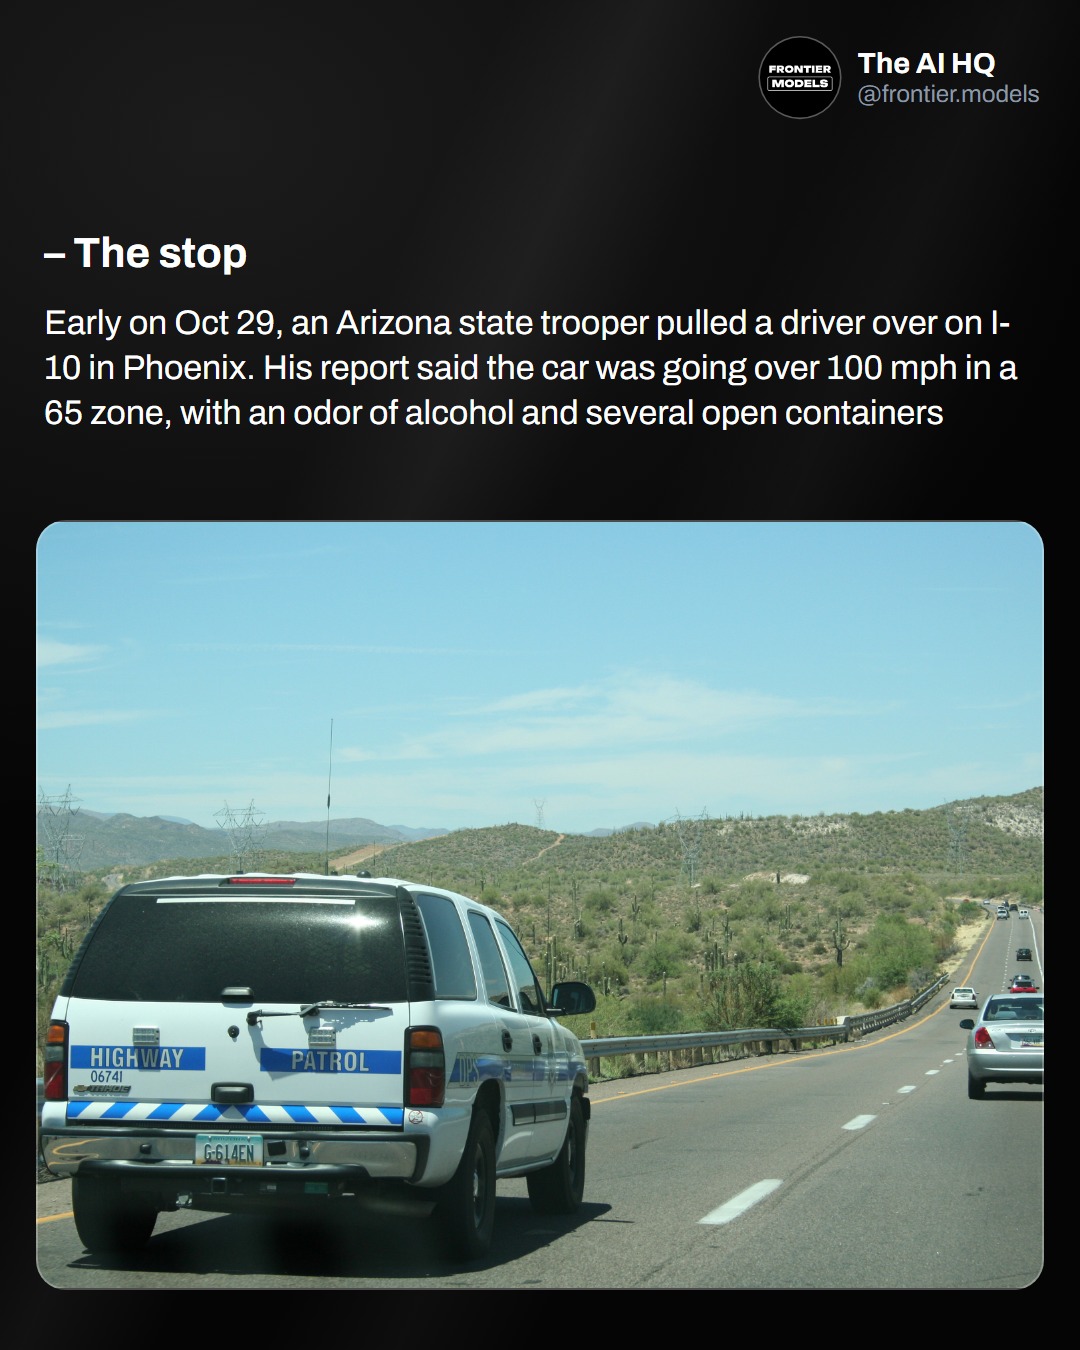 FRONTIER
MODELS
The AI HQ
@frontier.models
– The stop
Early on Oct 29, an Arizona state trooper pulled a driver over on I-
10 in Phoenix. His report said the car was going over 100 mph in a
65 zone, with an odor of alcohol and several open containers
HIGHWAY PATROL
06741
TAHOE
DPS
G-614EN